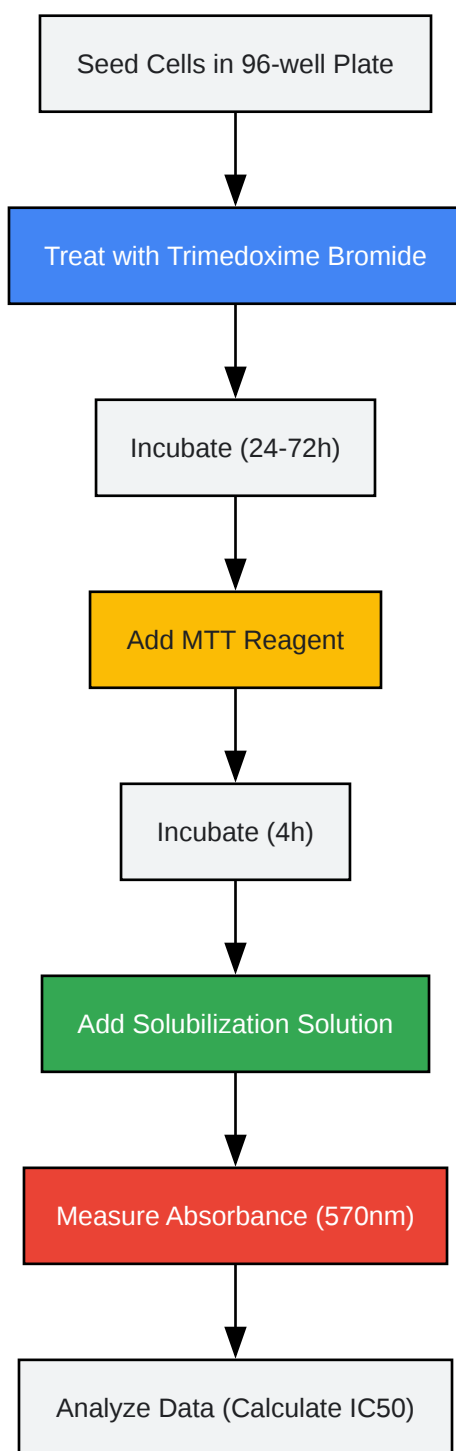 Seed Cells in 96-well Plate
Treat with Trimedoxime Bromide
Incubate (24-72h)
Add MTT Reagent
Incubate (4h)
Add Solubilization Solution
Measure Absorbance (570nm)
Analyze Data (Calculate IC50)